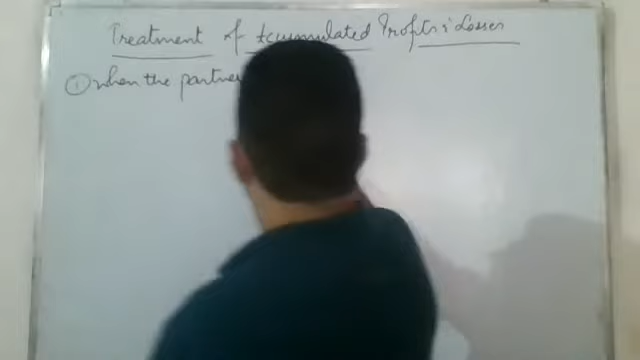 Treatment of Accumulated Profits & Losses
① when the partner